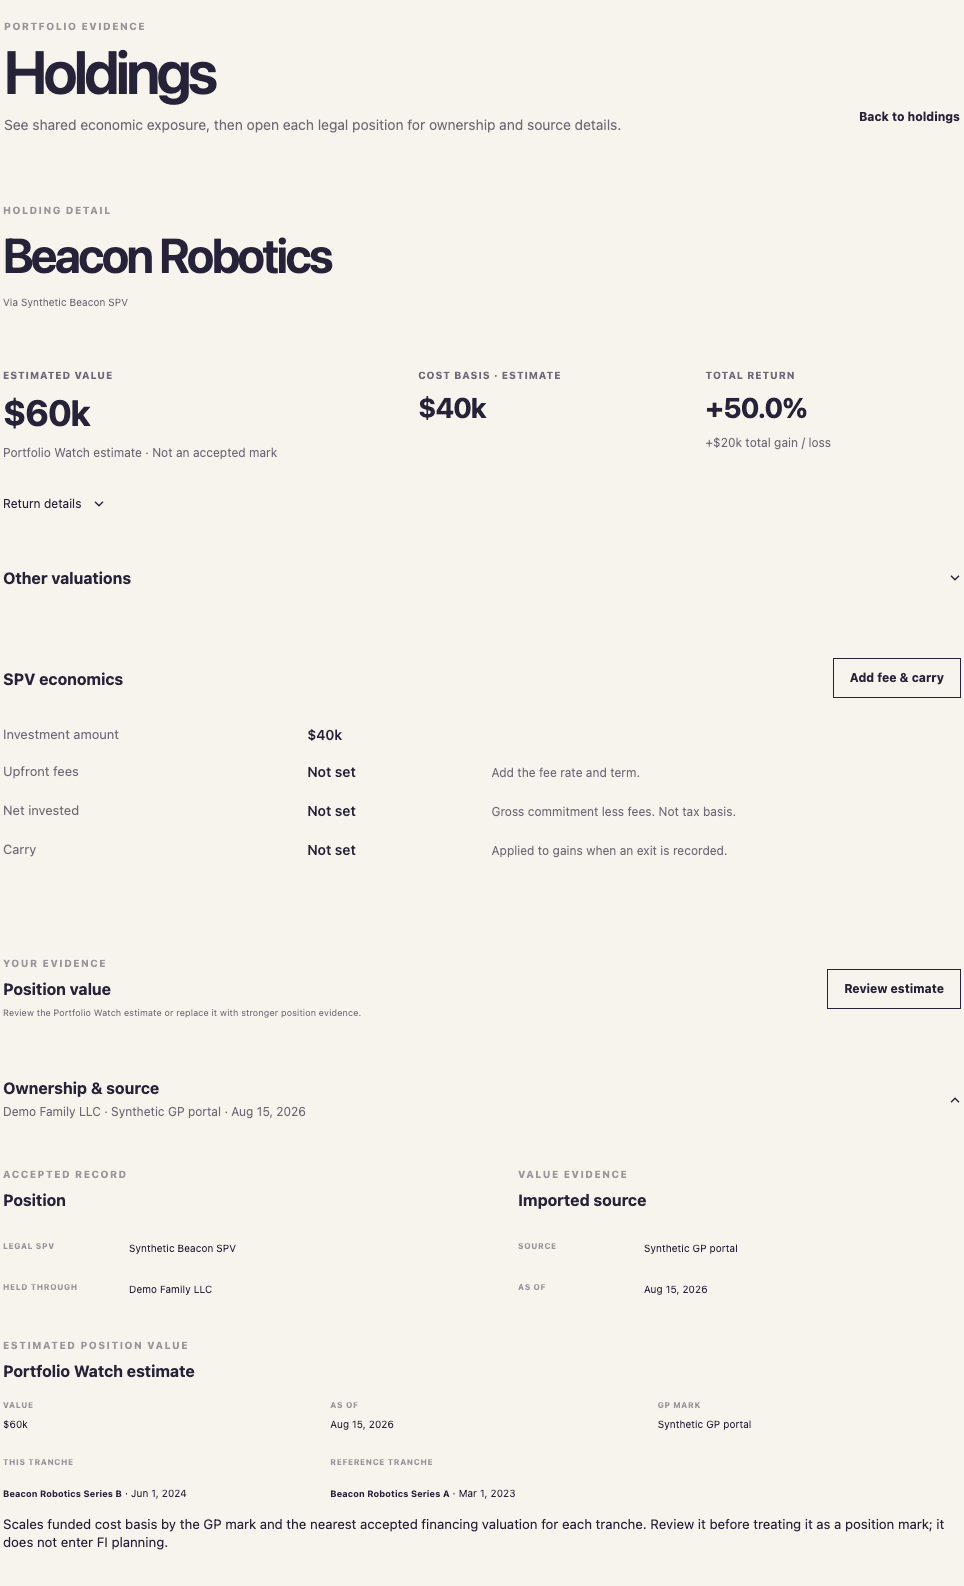 PORTFOLIO EVIDENCE
Holdings
See shared economic exposure, then open each legal position for ownership and source details.
Back to holdings
HOLDING DETAIL
Beacon Robotics
Via Synthetic Beacon SPV
ESTIMATED VALUE
$60k
Portfolio Watch estimate · Not an accepted mark
COST BASIS · ESTIMATE
$40k
TOTAL RETURN
+50.0%
+$20k total gain / loss
Return details
Other valuations
SPV economics
Add fee & carry
Investment amount $40k
Upfront fees Not set Add the fee rate and term.
Net invested Not set Gross commitment less fees. Not tax basis.
Carry Not set Applied to gains when an exit is recorded.
YOUR EVIDENCE
Position value
Review the Portfolio Watch estimate or replace it with stronger position evidence.
Review estimate
Ownership & source
Demo Family LLC · Synthetic GP portal · Aug 15, 2026
ACCEPTED RECORD
Position
LEGAL SPV Synthetic Beacon SPV
HELD THROUGH Demo Family LLC
VALUE EVIDENCE
Imported source
SOURCE Synthetic GP portal
AS OF Aug 15, 2026
ESTIMATED POSITION VALUE
Portfolio Watch estimate
VALUE
$60k
AS OF
Aug 15, 2026
GP MARK
Synthetic GP portal
THIS TRANCHE
Beacon Robotics Series B · Jun 1, 2024
REFERENCE TRANCHE
Beacon Robotics Series A · Mar 1, 2023
Scales funded cost basis by the GP mark and the nearest accepted financing valuation for each tranche. Review it before treating it as a position mark; it
does not enter FI planning.